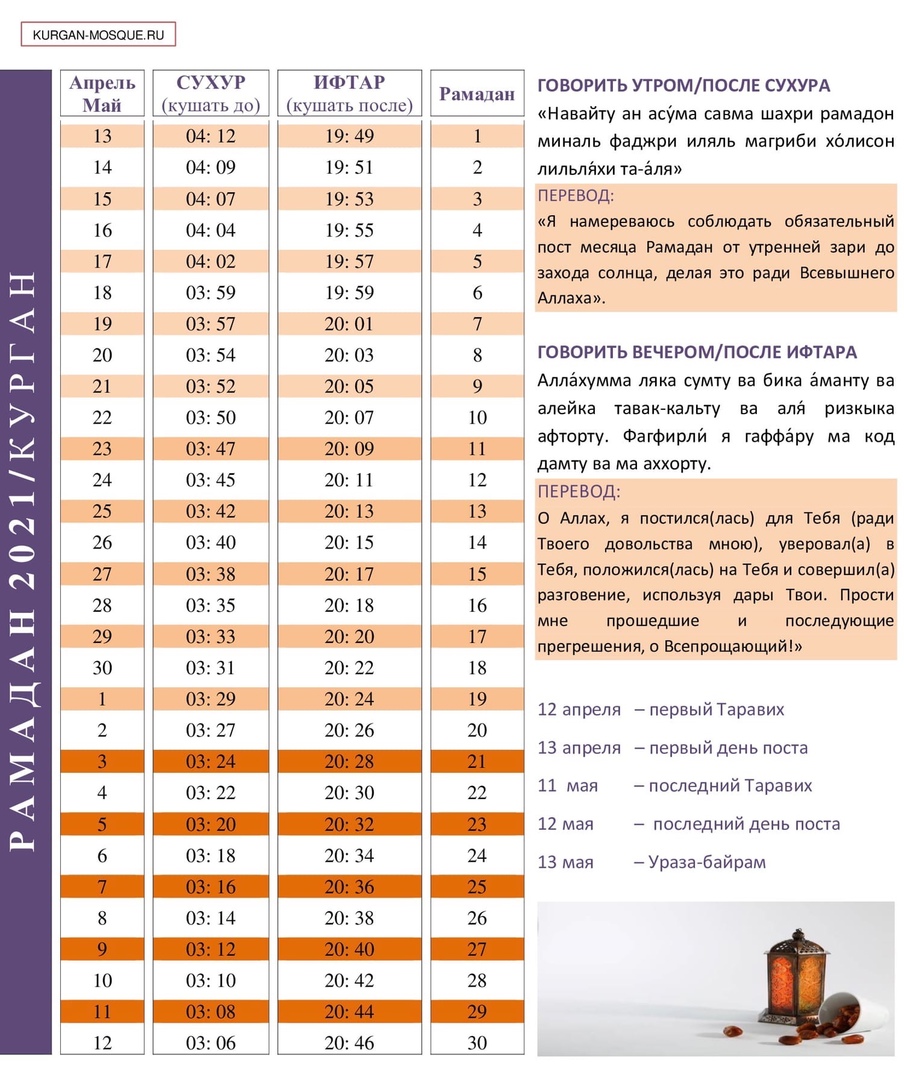 KURGAN-MOSQUE.RU
РАМАДАН 2021/КУРГАН
Апрель Май СУХУР (кушать до) ИФТАР (кушать после) Рамадан
13 04: 12 19: 49 1
14 04: 09 19: 51 2
15 04: 07 19: 53 3
16 04: 04 19: 55 4
17 04: 02 19: 57 5
18 03: 59 19: 59 6
19 03: 57 20: 01 7
20 03: 54 20: 03 8
21 03: 52 20: 05 9
22 03: 50 20: 07 10
23 03: 47 20: 09 11
24 03: 45 20: 11 12
25 03: 42 20: 13 13
26 03: 40 20: 15 14
27 03: 38 20: 17 15
28 03: 35 20: 18 16
29 03: 33 20: 20 17
30 03: 31 20: 22 18
1 03: 29 20: 24 19
2 03: 27 20: 26 20
3 03: 24 20: 28 21
4 03: 22 20: 30 22
5 03: 20 20: 32 23
6 03: 18 20: 34 24
7 03: 16 20: 36 25
8 03: 14 20: 38 26
9 03: 12 20: 40 27
10 03: 10 20: 42 28
11 03: 08 20: 44 29
12 03: 06 20: 46 30
ГОВОРИТЬ УТРОМ/ПОСЛЕ СУХУРА
«Навайту ан асу́ма савма шахри рамадон
миналь фаджри иляль магриби хо́лисон
лильля́хи та-а́ля»
ПЕРЕВОД:
«Я намереваюсь соблюдать обязательный
пост месяца Рамадан от утренней зари до
захода солнца, делая это ради Всевышнего
Аллаха».
ГОВОРИТЬ ВЕЧЕРОМ/ПОСЛЕ ИФТАРА
Алла́хумма ляка сумту ва бика а́манту ва
алейка тавак-кальту ва аля́ ризкыка
афторту. Фагфирли́ я гаффа́ру ма код
дамту ва ма аххорту.
ПЕРЕВОД:
О Аллах, я постился(лась) для Тебя (ради
Твоего довольства мною), уверовал(а) в
Тебя, положился(лась) на Тебя и совершил(а)
разговение, используя дары Твои. Прости
мне прошедшие и последующие
прегрешения, о Всепрощающий!»
12 апреля – первый Таравих
13 апреля – первый день поста
11 мая – последний Таравих
12 мая – последний день поста
13 мая – Ураза-байрам